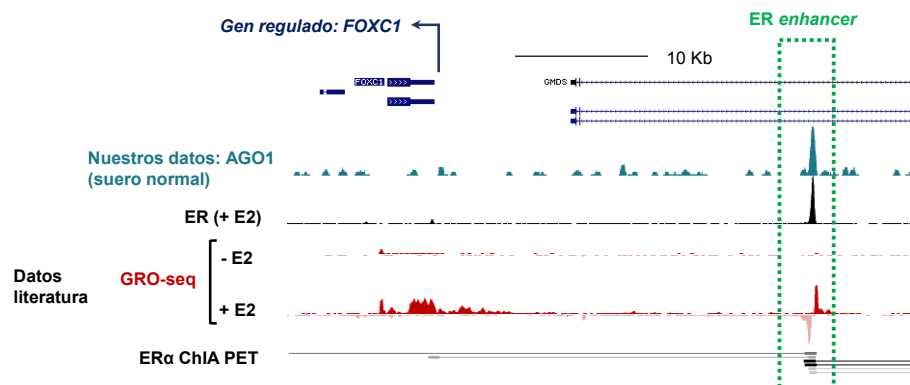 ER enhancer
Gen regulado: FOXC1
10 Kb
FOXC1
GMDS
Nuestros datos: AGO1
(suero normal)
ER (+ E2)
- E2
Datos
literatura
GRO-seq
+ E2
ERα ChIA PET